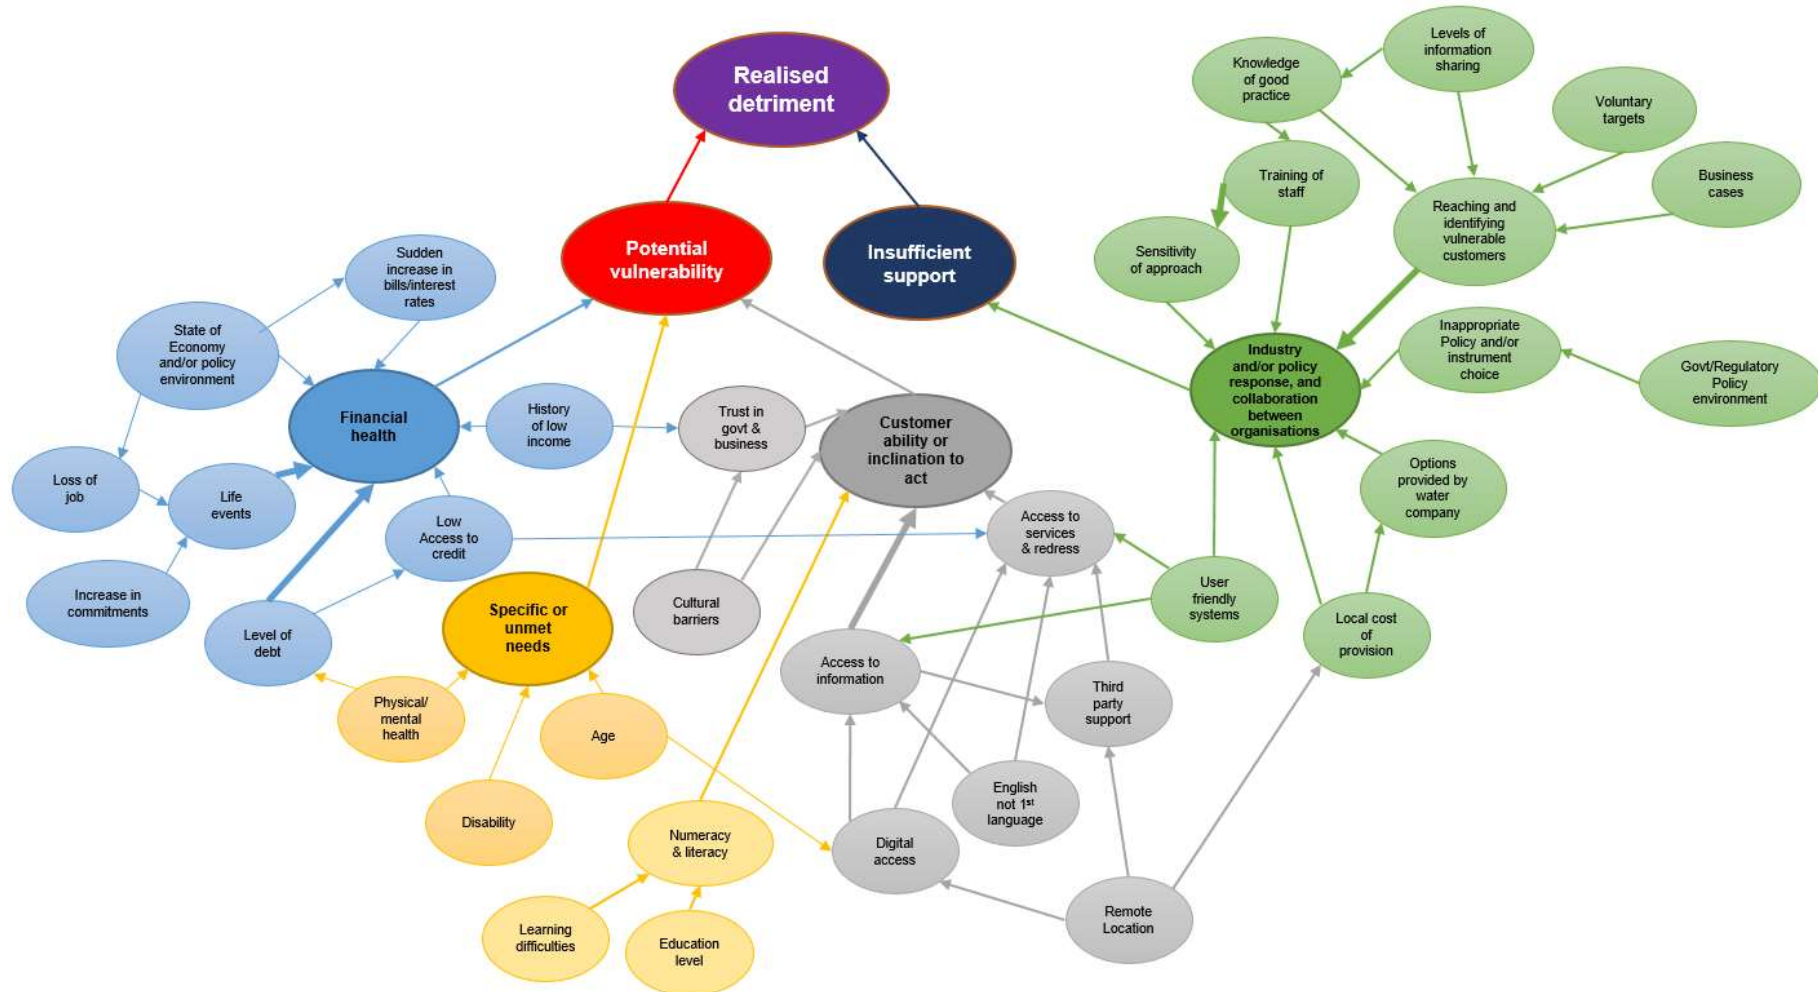 Realised
detriment
Levels of
information
sharing
Knowledge
of good
practice
Voluntary
targets
Training of
staff
Business
cases
Reaching and
identifying
vulnerable
customers
Potential
vulnerability
Insufficient
support
Sensitivity
of approach
Sudden
increase in
bills/interest
rates
State of
Economy
and/or policy
environment
Inappropriate
Policy and/or
instrument
choice
Industry
and/or policy
response, and
collaboration
between
organisations
Govt/Regulatory
Policy
environment
Financial
health
History
of low
income
Trust in
govt &
business
Customer
ability or
inclination to
act
Loss of
job
Life
events
Low
Access to
credit
Access to
services
& redress
Options
provided by
water
company
Increase in
commitments
Level of
debt
Specific or
unmet
needs
Cultural
barriers
User
friendly
systems
Local cost
of
provision
Access to
information
Third
party
support
Physical/
mental
health
Age
Disability
Numeracy
& literacy
Digital
access
English
not 1st
language
Learning
difficulties
Education
level
Remote
Location